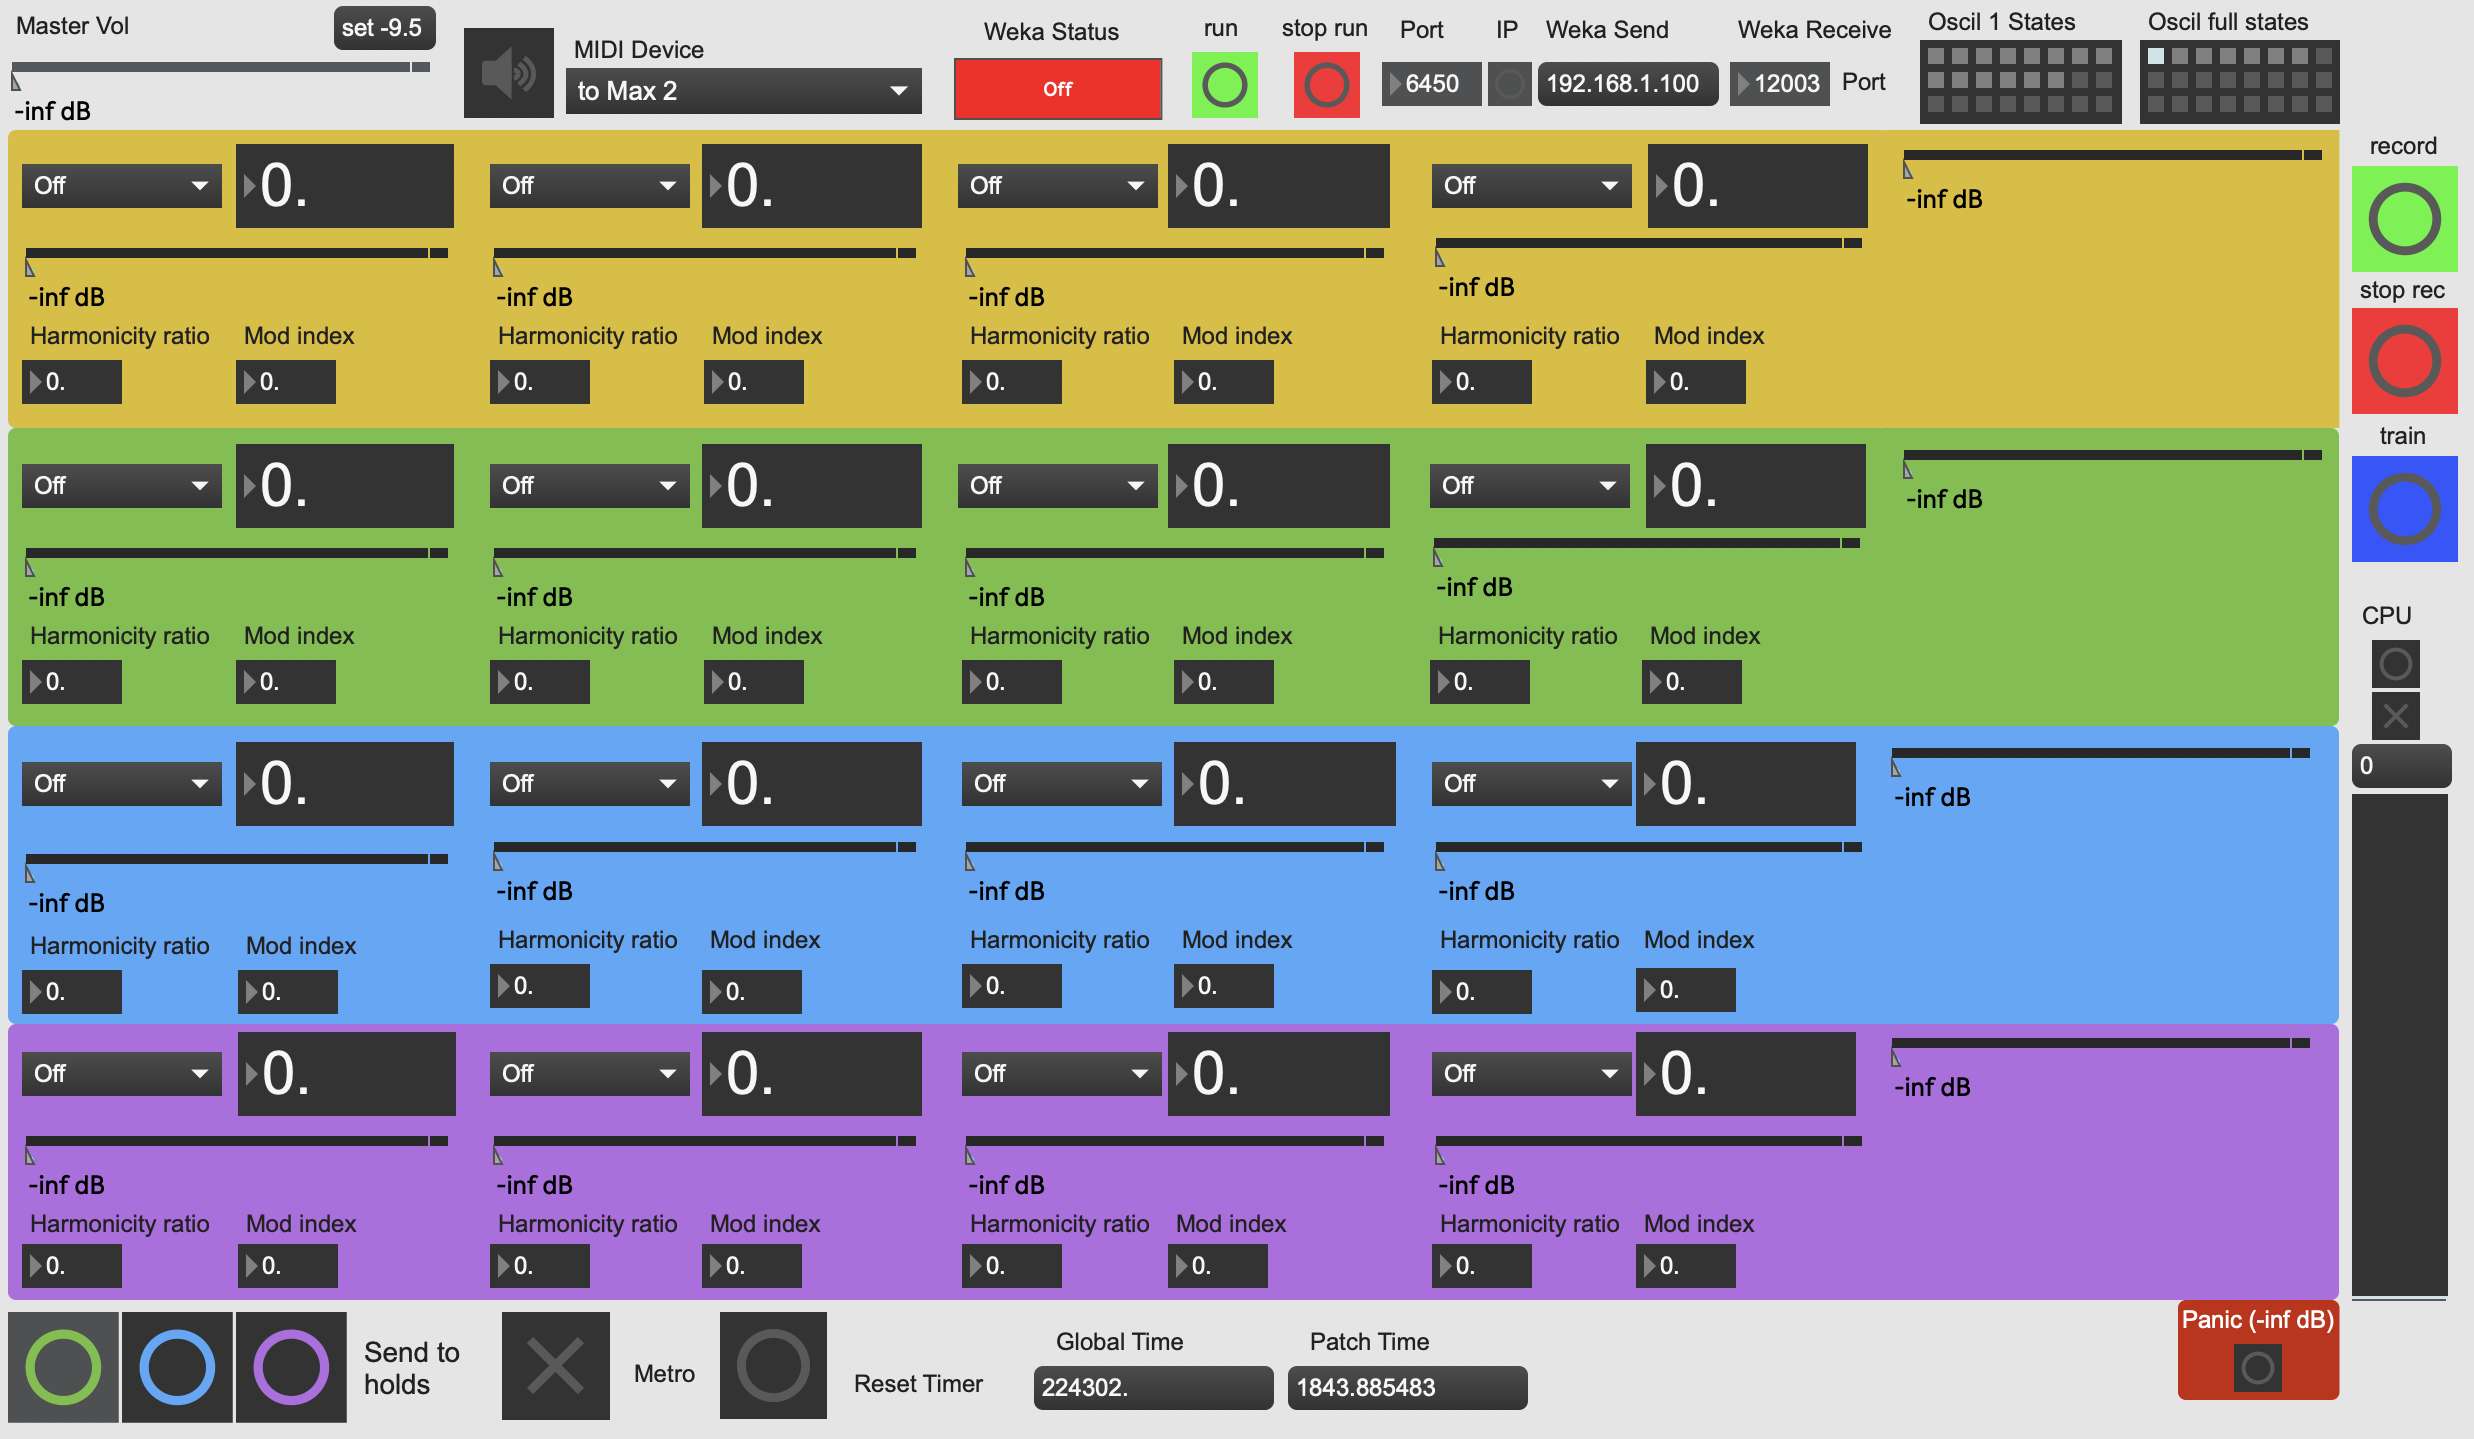 Master Vol
set -9.5
-inf dB
MIDI Device
to Max 2
Weka Status
Off
run
stop run
Port
6450
IP
Weka Send
192.168.1.100
Weka Receive
12003
Port
Oscil 1 States
Oscil full states
Off 0. Off 0. Off 0. Off 0.
-inf dB
-inf dB -inf dB -inf dB -inf dB
Harmonicity ratio Mod index Harmonicity ratio Mod index Harmonicity ratio Mod index Harmonicity ratio Mod index
0. 0. 0. 0. 0. 0. 0. 0.
Off 0. Off 0. Off 0. Off 0.
-inf dB
-inf dB -inf dB -inf dB -inf dB
Harmonicity ratio Mod index Harmonicity ratio Mod index Harmonicity ratio Mod index Harmonicity ratio Mod index
0. 0. 0. 0. 0. 0. 0. 0.
Off 0. Off 0. Off 0. Off 0.
-inf dB
-inf dB -inf dB -inf dB -inf dB
Harmonicity ratio Mod index Harmonicity ratio Mod index Harmonicity ratio Mod index Harmonicity ratio Mod index
0. 0. 0. 0. 0. 0. 0. 0.
Off 0. Off 0. Off 0. Off 0.
-inf dB
-inf dB -inf dB -inf dB -inf dB
Harmonicity ratio Mod index Harmonicity ratio Mod index Harmonicity ratio Mod index Harmonicity ratio Mod index
0. 0. 0. 0. 0. 0. 0. 0.
record
stop rec
train
CPU
0
Send to
holds
Metro
Reset Timer
Global Time
224302.
Patch Time
1843.885483
Panic (-inf dB)